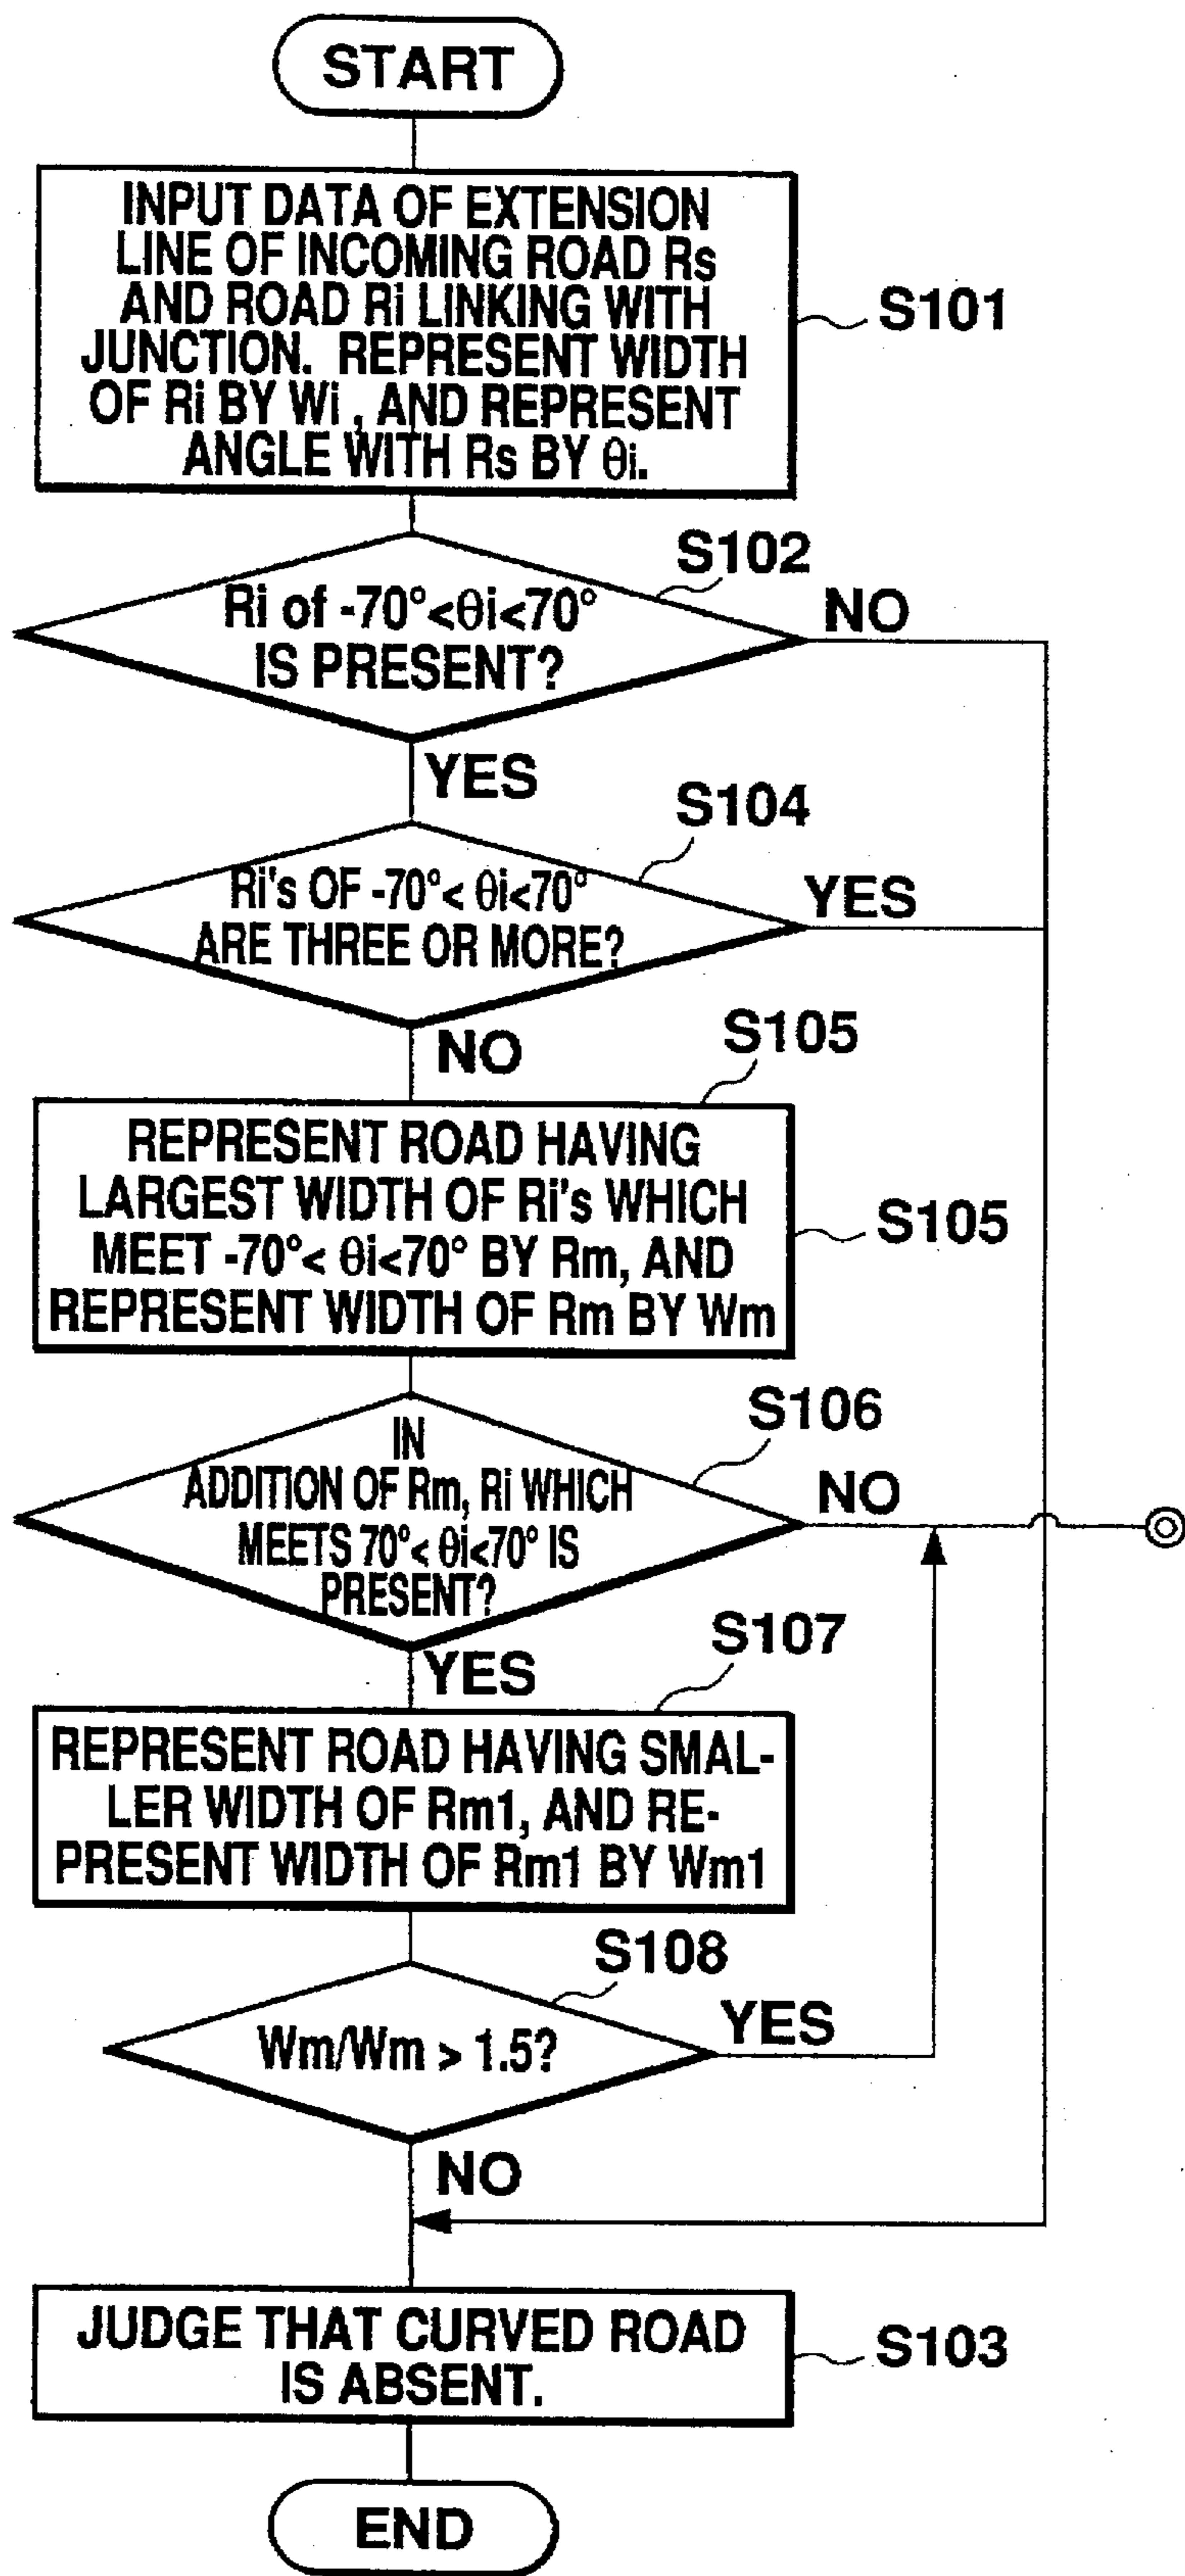 START
INPUT DATA OF EXTENSION
LINE OF INCOMING ROAD Rs
AND ROAD Ri LINKING WITH
JUNCTION. REPRESENT WIDTH
OF Ri BY Wi, AND REPRESENT
ANGLE WITH Rs BY θi.
S101
S102
Ri of -70°<θi<70°
IS PRESENT?
NO
YES
S104
Ri's OF -70°< θi<70°
ARE THREE OR MORE?
YES
NO
S105
REPRESENT ROAD HAVING
LARGEST WIDTH OF Ri's WHICH
MEET -70°< θi<70° BY Rm, AND
REPRESENT WIDTH OF Rm BY Wm
S105
S106
IN
ADDITION OF Rm, Ri WHICH
MEETS 70°< θi<70° IS
PRESENT?
NO
YES
S107
REPRESENT ROAD HAVING SMAL-
LER WIDTH OF Rm1, AND RE-
PRESENT WIDTH OF Rm1 BY Wm1
S108
Wm/Wm > 1.5?
YES
NO
JUDGE THAT CURVED ROAD
IS ABSENT.
S103
END